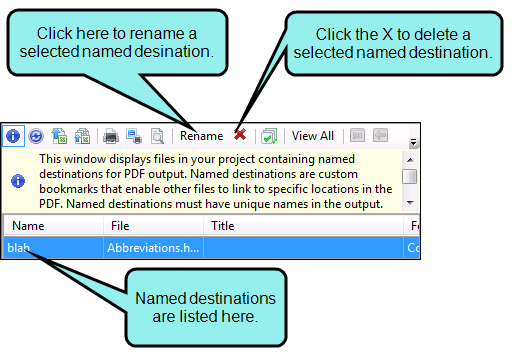 Click here to rename a
selected named desination.
Click the X to delete a
selected named destination.
Rename
View All
This window displays files in your project containing named
destinations for PDF output. Named destinations are custom
bookmarks that enable other files to link to specific locations in the
PDF. Named destinations must have unique names in the output.
Name File Title Fo
blah Abbreviations.h... Co
Named destinations
are listed here.